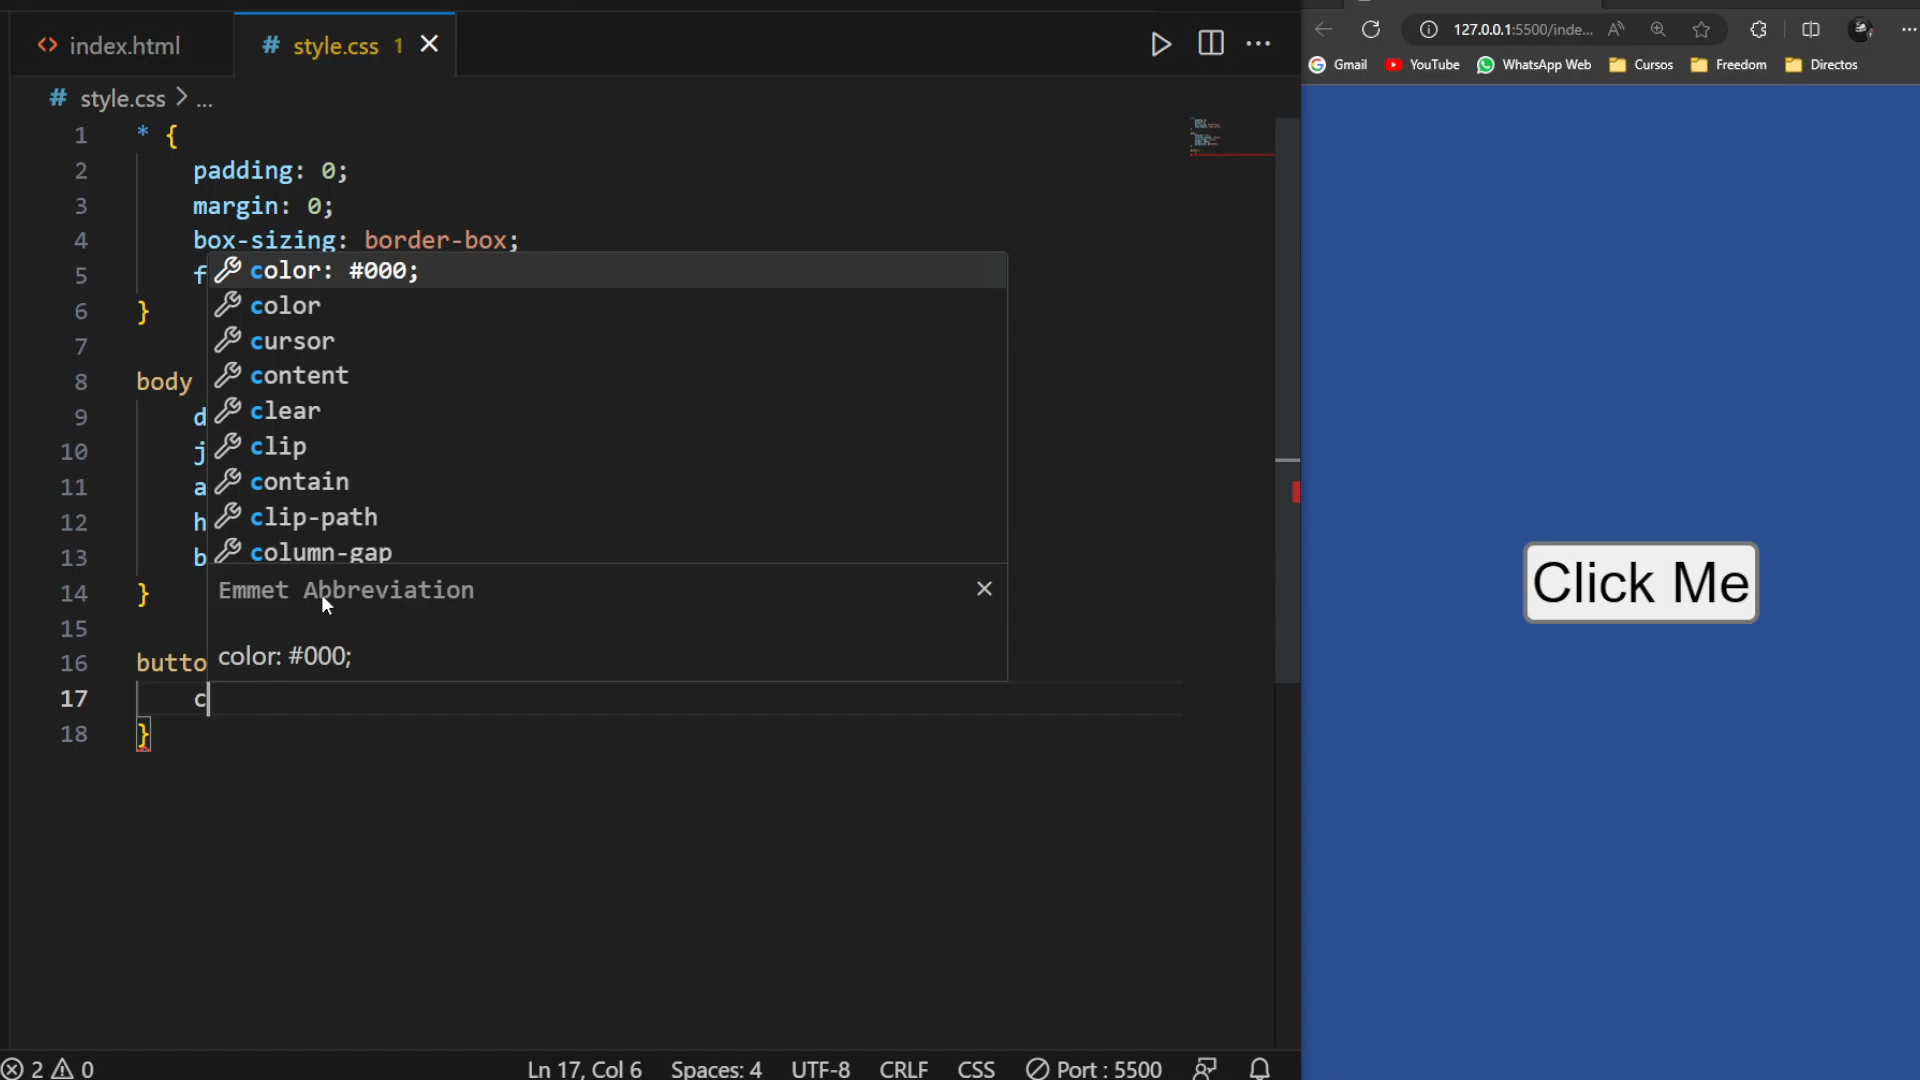 index.html
style.css 1
style.css > ...
1 * {
2 padding: 0;
3 margin: 0;
4 box-sizing: border-box;
5 f
6 }
7
8 body
9 d
10 j
11 a
12 h
13 b
14 }
15
16 butto
17 c
18 }
color: #000;
color
cursor
content
clear
clip
contain
clip-path
column-gap
Emmet Abbreviation
color: #000;
2 0
Ln 17, Col 6
Spaces: 4
UTF-8
CRLF
CSS
Port : 5500
127.0.0.1:5500/inde...
Gmail
YouTube
WhatsApp Web
Cursos
Freedom
Directos
Click Me